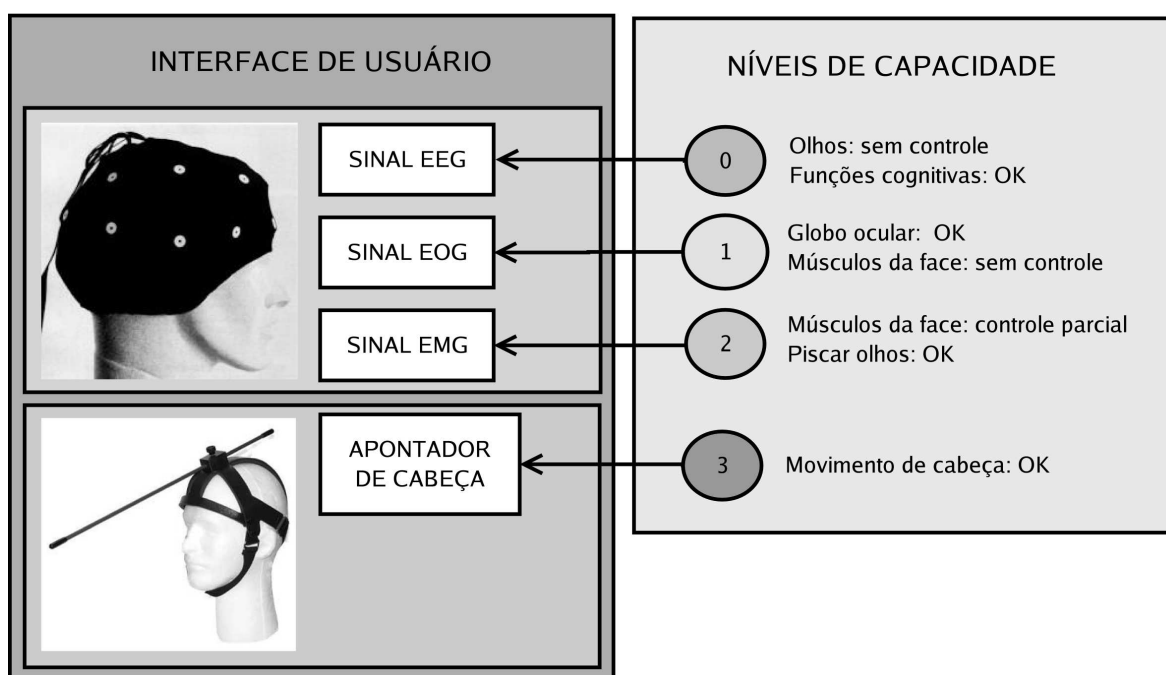 INTERFACE DE USUÁRIO
SINAL EEG
SINAL EOG
SINAL EMG
APONTADOR
DE CABEÇA
NÍVEIS DE CAPACIDADE
0
Olhos: sem controle
Funções cognitivas: OK
1
Globo ocular: OK
Músculos da face: sem controle
2
Músculos da face: controle parcial
Piscar olhos: OK
3
Movimento de cabeça: OK